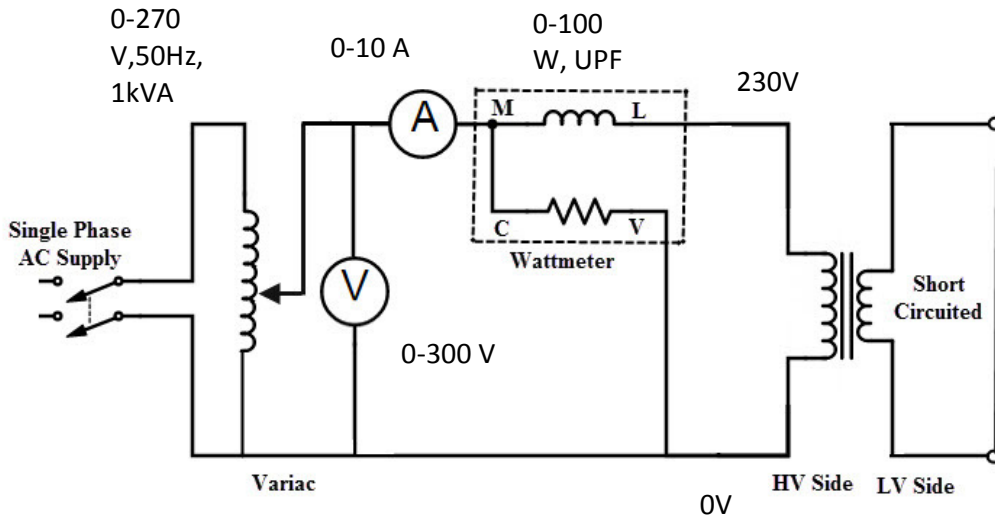 0-270
V,50Hz,
1kVA
0-10 A
0-100
W, UPF
230V
M
L
A
C
V
Wattmeter
Single Phase
AC Supply
V
0-300 V
Short
Circuited
Variac
HV Side
LV Side
0V